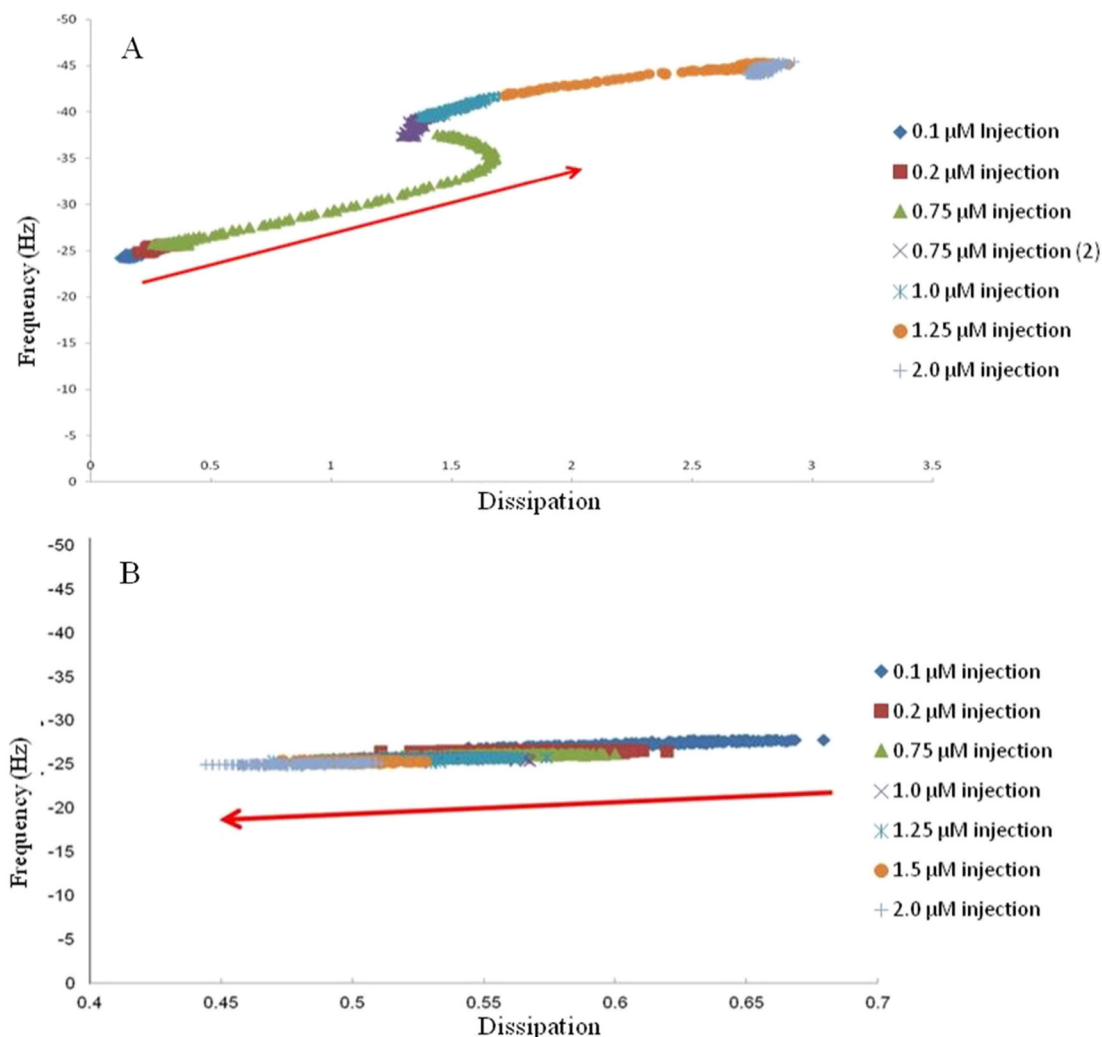 A
-50
-45
-40
-35
-30
-25
-20
-15
-10
-5
0
Frequency (Hz)
0 0.5 1 1.5 2 2.5 3 3.5
Dissipation
0.1 µM Injection
0.2 µM injection
0.75 µM injection
0.75 µM injection (2)
1.0 µM injection
1.25 µM injection
2.0 µM injection
B
-50
-45
-40
-35
-30
-25
-20
-15
-10
-5
0
Frequency (Hz)
0.4 0.45 0.5 0.55 0.6 0.65 0.7
Dissipation
0.1 µM injection
0.2 µM injection
0.75 µM injection
1.0 µM injection
1.25 µM injection
1.5 µM injection
2.0 µM injection